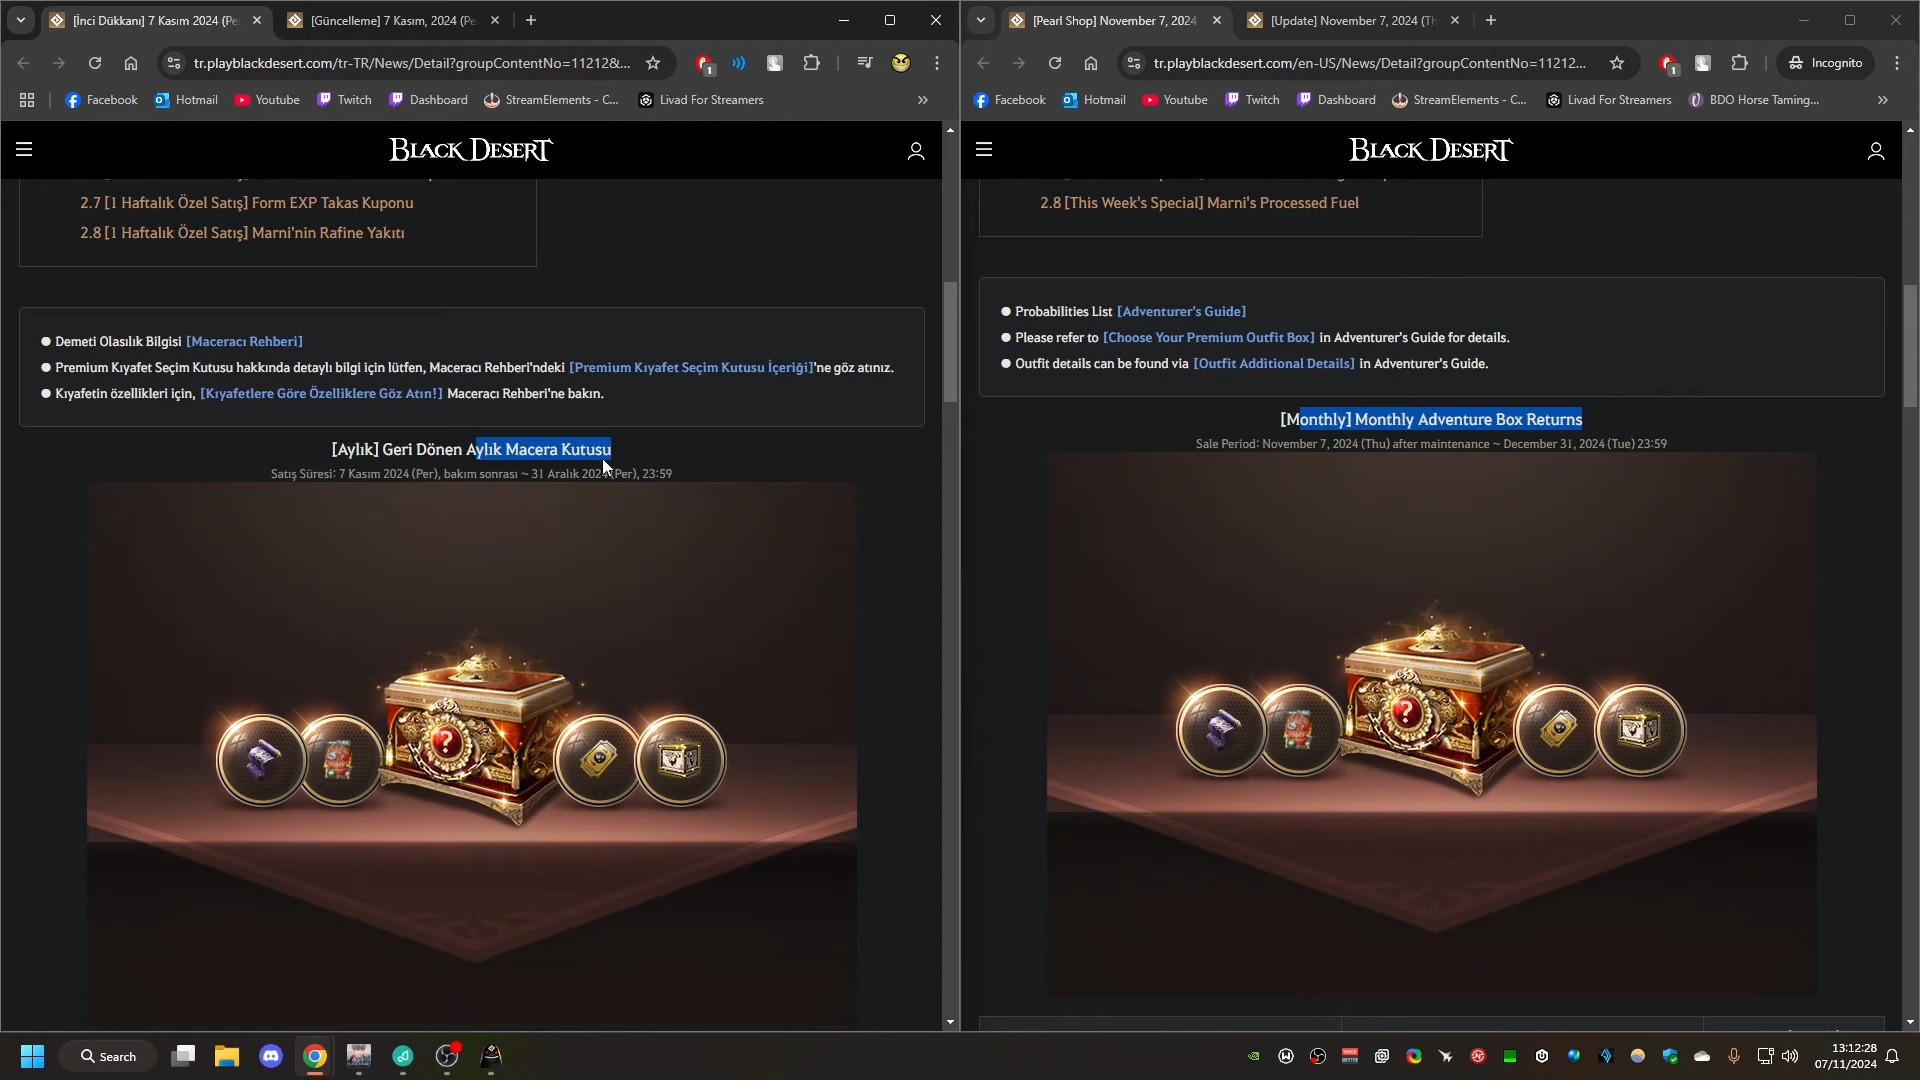 [İnci Dükkanı] 7 Kasım 2024 (Pe
[Güncelleme] 7 Kasım, 2024 (Pe
tr.playblackdesert.com/tr-TR/News/Detail?groupContentNo=11212&...
1
Facebook
Hotmail
Youtube
Twitch
Dashboard
StreamElements - C...
Livad For Streamers
»
BLACK DESERT
2.7 [1 Haftalık Özel Satış] Form EXP Takas Kuponu
2.8 [1 Haftalık Özel Satış] Marni'nin Rafine Yakıtı
● Demeti Olasılık Bilgisi [Maceracı Rehberi]
● Premium Kıyafet Seçim Kutusu hakkında detaylı bilgi için lütfen, Maceracı Rehberi'ndeki [Premium Kıyafet Seçim Kutusu İçeriği]'ne göz atınız.
● Kıyafetin özellikleri için, [Kıyafetlere Göre Özelliklere Göz Atın!] Maceracı Rehberi'ne bakın.
[Aylık] Geri Dönen Aylık Macera Kutusu
Satış Süresi: 7 Kasım 2024 (Per), bakım sonrası ~ 31 Aralık 2024 (Per), 23:59
?
[Pearl Shop] November 7, 2024
[Update] November 7, 2024 (Th
tr.playblackdesert.com/en-US/News/Detail?groupContentNo=11212...
1
Incognito
Facebook
Hotmail
Youtube
Twitch
Dashboard
StreamElements - C...
Livad For Streamers
BDO Horse Taming...
»
BLACK DESERT
2.8 [This Week's Special] Marni's Processed Fuel
● Probabilities List [Adventurer's Guide]
● Please refer to [Choose Your Premium Outfit Box] in Adventurer's Guide for details.
● Outfit details can be found via [Outfit Additional Details] in Adventurer's Guide.
[Monthly] Monthly Adventure Box Returns
Sale Period: November 7, 2024 (Thu) after maintenance ~ December 31, 2024 (Tue) 23:59
?
Search
13:12:28
07/11/2024